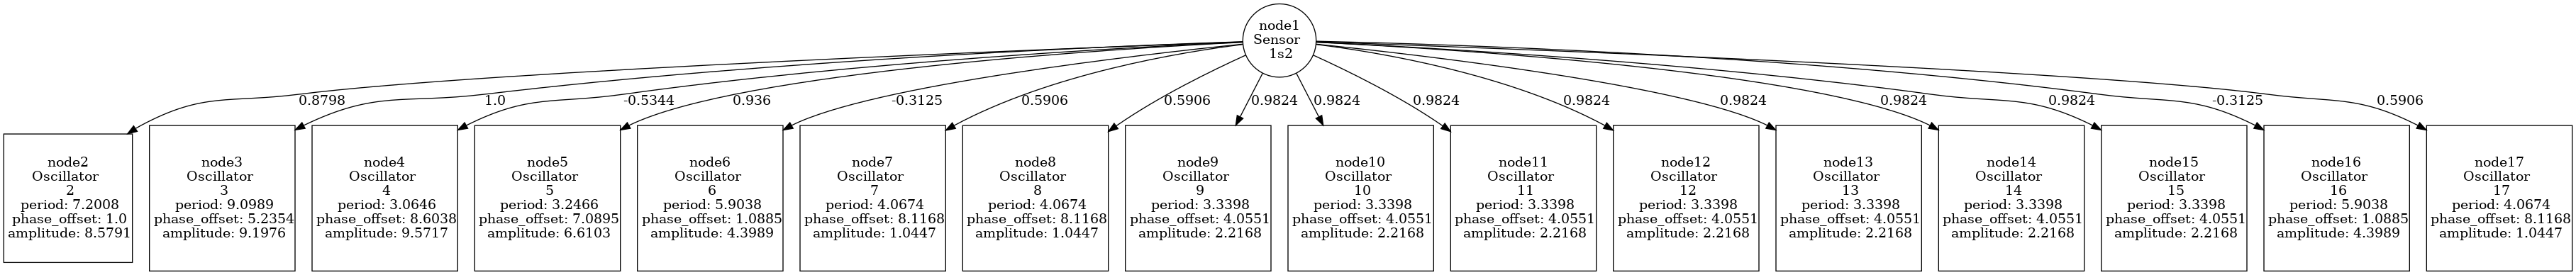 node1
Sensor
1s2
0.8798
1.0
-0.5344
0.936
-0.3125
0.5906
0.5906
0.9824
0.9824
0.9824
0.9824
0.9824
0.9824
0.9824
-0.3125
0.5906
node2
Oscillator
2
period: 7.2008
phase_offset: 1.0
amplitude: 8.5791
node3
Oscillator
3
period: 9.0989
phase_offset: 5.2354
amplitude: 9.1976
node4
Oscillator
4
period: 3.0646
phase_offset: 8.6038
amplitude: 9.5717
node5
Oscillator
5
period: 3.2466
phase_offset: 7.0895
amplitude: 6.6103
node6
Oscillator
6
period: 5.9038
phase_offset: 1.0885
amplitude: 4.3989
node7
Oscillator
7
period: 4.0674
phase_offset: 8.1168
amplitude: 1.0447
node8
Oscillator
8
period: 4.0674
phase_offset: 8.1168
amplitude: 1.0447
node9
Oscillator
9
period: 3.3398
phase_offset: 4.0551
amplitude: 2.2168
node10
Oscillator
10
period: 3.3398
phase_offset: 4.0551
amplitude: 2.2168
node11
Oscillator
11
period: 3.3398
phase_offset: 4.0551
amplitude: 2.2168
node12
Oscillator
12
period: 3.3398
phase_offset: 4.0551
amplitude: 2.2168
node13
Oscillator
13
period: 3.3398
phase_offset: 4.0551
amplitude: 2.2168
node14
Oscillator
14
period: 3.3398
phase_offset: 4.0551
amplitude: 2.2168
node15
Oscillator
15
period: 3.3398
phase_offset: 4.0551
amplitude: 2.2168
node16
Oscillator
16
period: 5.9038
phase_offset: 1.0885
amplitude: 4.3989
node17
Oscillator
17
period: 4.0674
phase_offset: 8.1168
amplitude: 1.0447